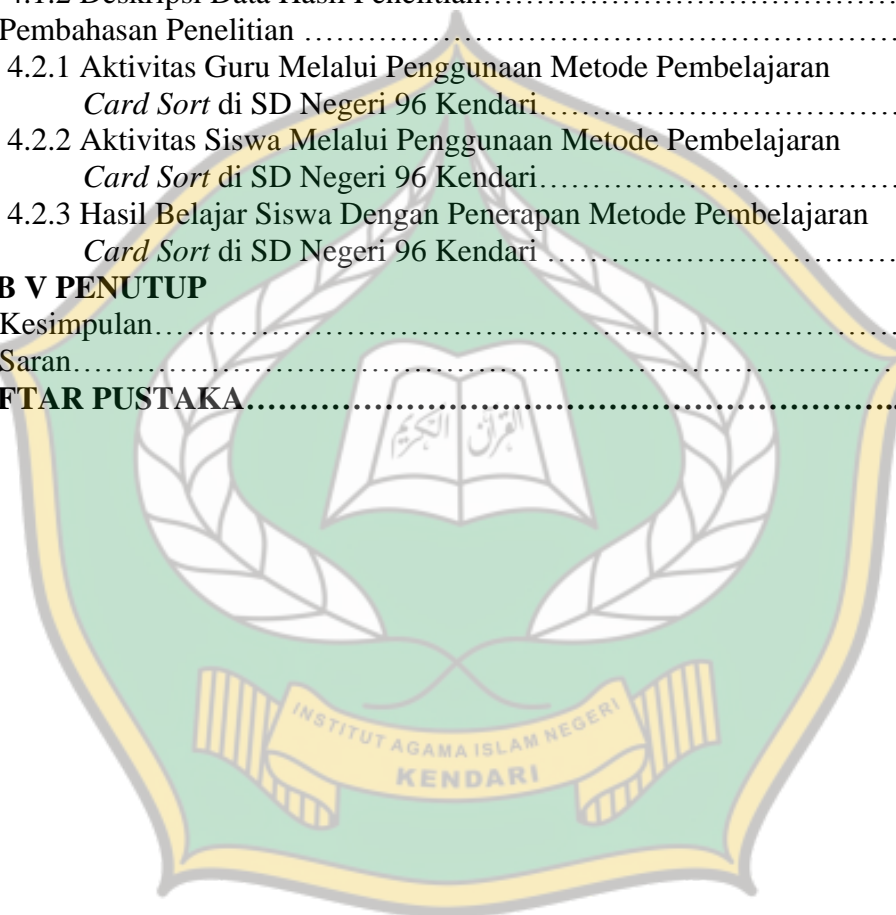 4.1.2 Deskripsi Data Hasil Penelitian……………………………………
Pembahasan Penelitian ……………………………………………………
4.2.1 Aktivitas Guru Melalui Penggunaan Metode Pembelajaran
Card Sort di SD Negeri 96 Kendari……………………………
4.2.2 Aktivitas Siswa Melalui Penggunaan Metode Pembelajaran
Card Sort di SD Negeri 96 Kendari……………………………
4.2.3 Hasil Belajar Siswa Dengan Penerapan Metode Pembelajaran
Card Sort di SD Negeri 96 Kendari ……………………………
B V PENUTUP
Kesimpulan……………………………………………………………
Saran……………………………………………………………………
FTAR PUSTAKA……………………………………………………..
القرآن الكريم
INSTITUT AGAMA ISLAM NEGERI
KENDARI